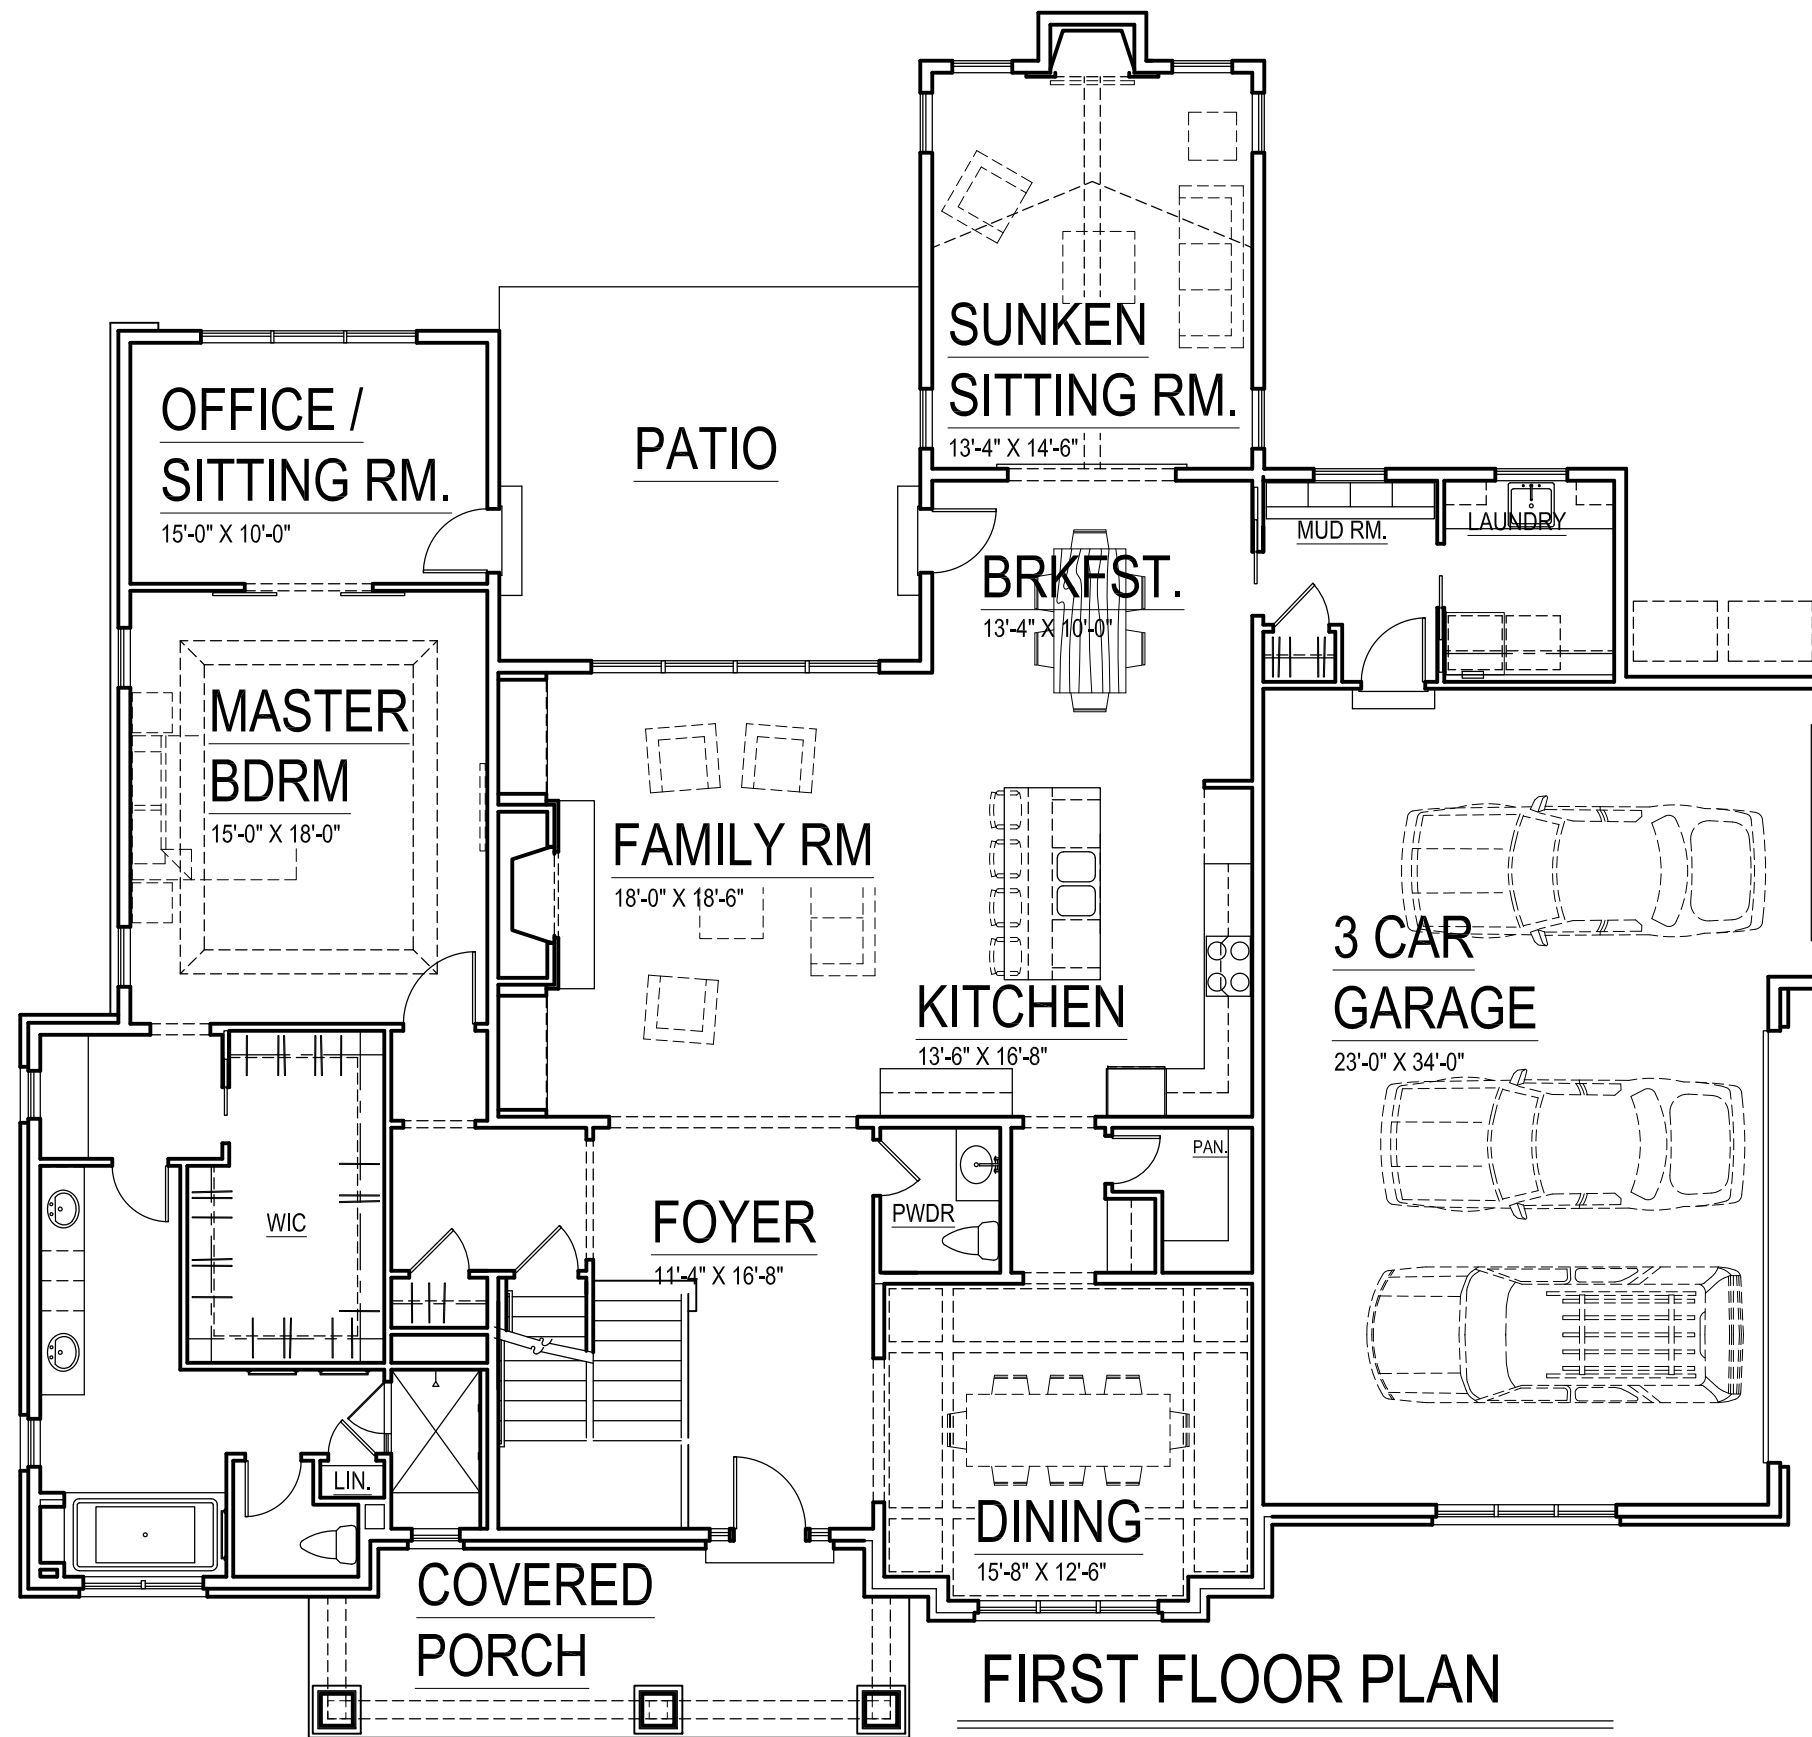 SUNKEN
SITTING RM.
13'-4" X 14'-6"
OFFICE /
SITTING RM.
15'-0" X 10'-0"
PATIO
MUD RM.
LAUNDRY
BRKFST.
13'-4" X 10'-0"
MASTER
BDRM
15'-0" X 18'-0"
FAMILY RM
18'-0" X 18'-6"
3 CAR
GARAGE
23'-0" X 34'-0"
KITCHEN
13'-6" X 16'-8"
PAN.
WIC
FOYER
11'-4" X 16'-8"
PWDR
LIN.
DINING
15'-8" X 12'-6"
COVERED
PORCH
FIRST FLOOR PLAN